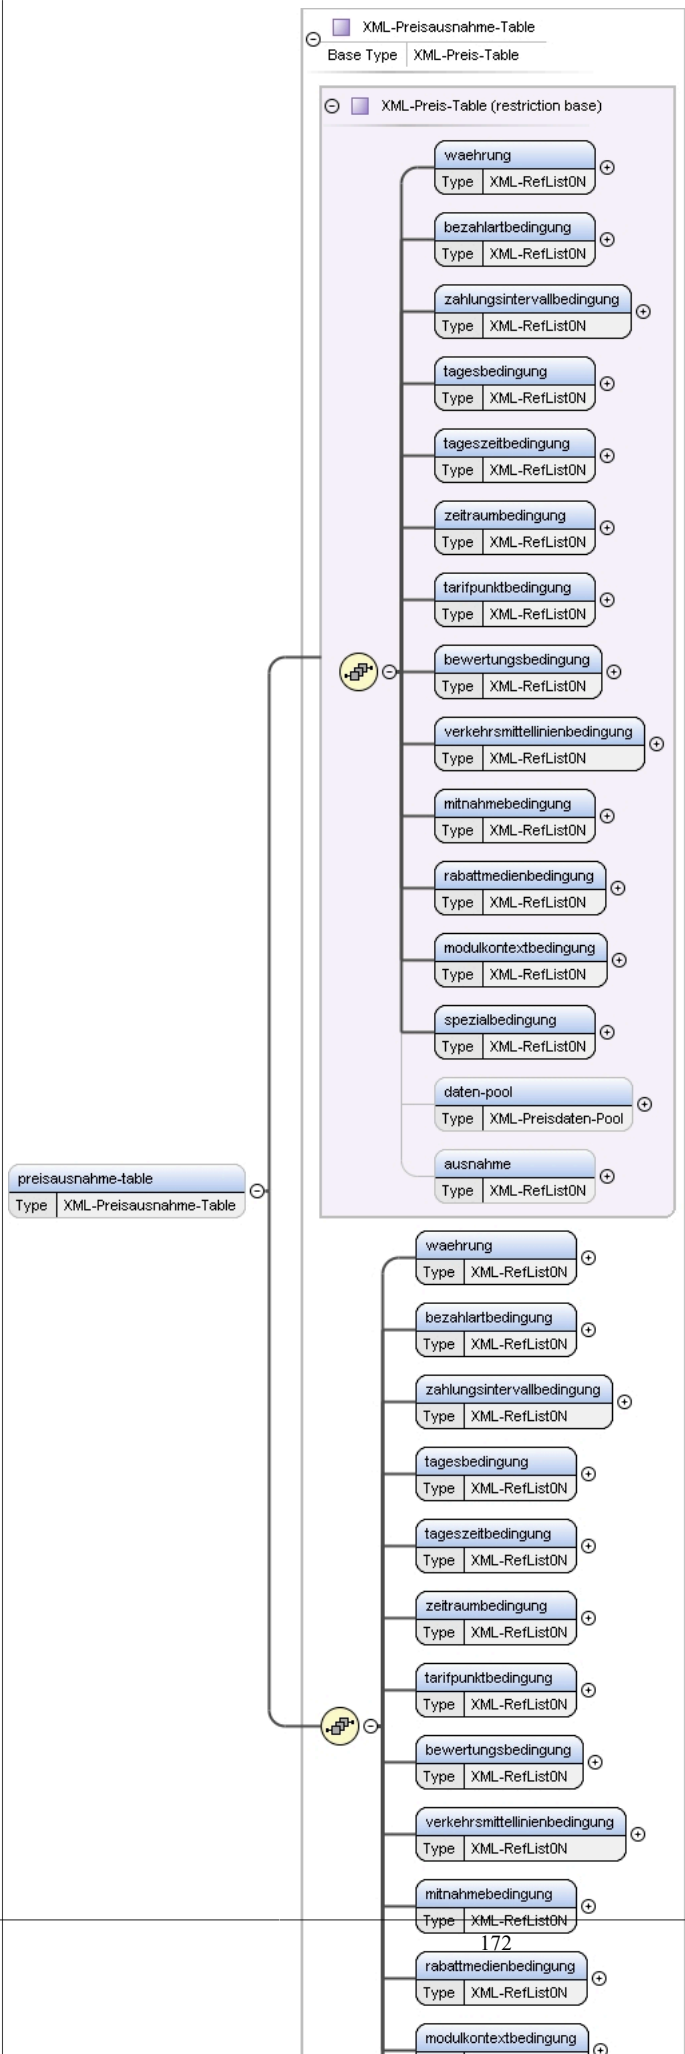 XML-Preisausnahme-Table
Base Type XML-Preis-Table
XML-Preis-Table (restriction base)
waehrung
Type XML-RefList0N
bezahlartbedingung
Type XML-RefList0N
zahlungsintervallbedingung
Type XML-RefList0N
tagesbedingung
Type XML-RefList0N
tageszeitbedingung
Type XML-RefList0N
zeitraumbedingung
Type XML-RefList0N
tarifpunktbedingung
Type XML-RefList0N
bewertungsbedingung
Type XML-RefList0N
verkehrsmittellinienbedingung
Type XML-RefList0N
mitnahmebedingung
Type XML-RefList0N
rabattmedienbedingung
Type XML-RefList0N
modulkontextbedingung
Type XML-RefList0N
spezialbedingung
Type XML-RefList0N
daten-pool
Type XML-Preisdaten-Pool
ausnahme
Type XML-RefList0N
preisausnahme-table
Type XML-Preisausnahme-Table
waehrung
Type XML-RefList0N
bezahlartbedingung
Type XML-RefList0N
zahlungsintervallbedingung
Type XML-RefList0N
tagesbedingung
Type XML-RefList0N
tageszeitbedingung
Type XML-RefList0N
zeitraumbedingung
Type XML-RefList0N
tarifpunktbedingung
Type XML-RefList0N
bewertungsbedingung
Type XML-RefList0N
verkehrsmittellinienbedingung
Type XML-RefList0N
mitnahmebedingung
Type XML-RefList0N
172
rabattmedienbedingung
Type XML-RefList0N
modulkontextbedingung